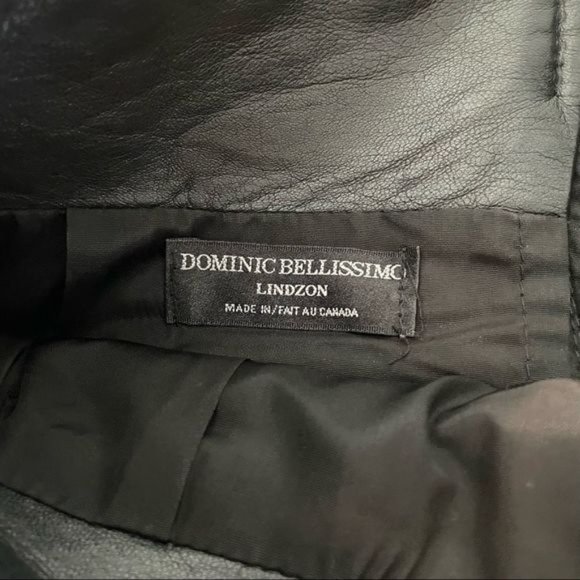 DOMINIC BELLISSIMO
LINDZON
MADE IN/FAIT AU CANADA